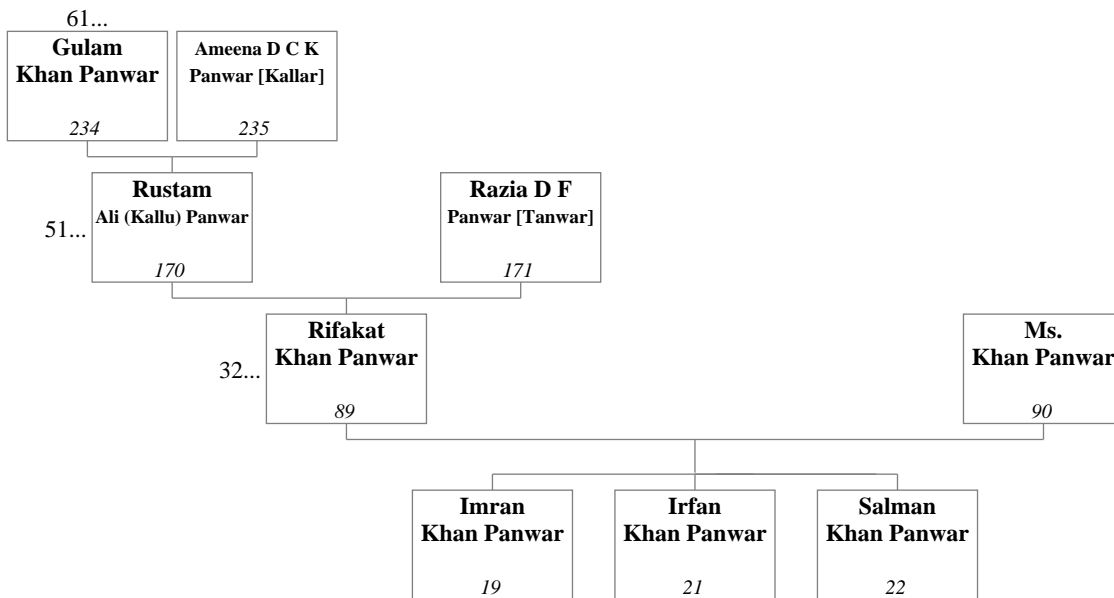 61...
Gulam
Khan Panwar
234
Ameena D C K
Panwar [Kallar]
235
51...
Rustam
Ali (Kallu) Panwar
170
Razia D F
Panwar [Tanwar]
171
32...
Rifakat
Khan Panwar
89
Ms.
Khan Panwar
90
Imran
Khan Panwar
19
Irfan
Khan Panwar
21
Salman
Khan Panwar
22